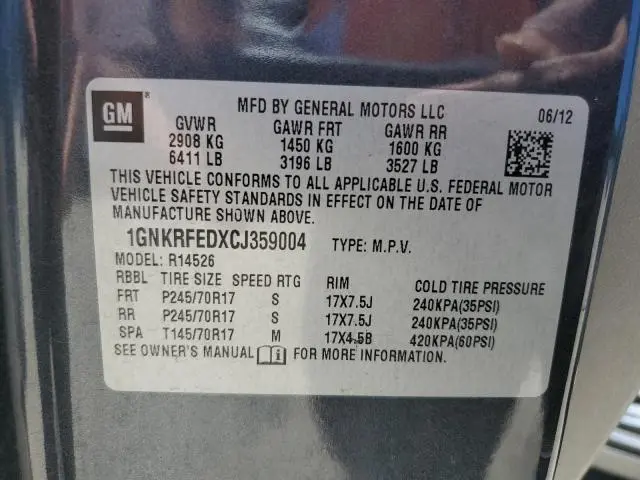 GM ®
MFD BY GENERAL MOTORS LLC 06/12
GVWR GAWR FRT GAWR RR
2908 KG 1450 KG 1600 KG
6411 LB 3196 LB 3527 LB
THIS VEHICLE CONFORMS TO ALL APPLICABLE U.S. FEDERAL MOTOR
VEHICLE SAFETY STANDARDS IN EFFECT ON THE DATE OF
MANUFACTURE SHOWN ABOVE.
1GNKRFEDXCJ359004 TYPE: M.P.V.
MODEL: R14526
RBBL TIRE SIZE SPEED RTG RIM COLD TIRE PRESSURE
FRT P245/70R17 S 17X7.5J 240KPA(35PSI)
RR P245/70R17 S 17X7.5J 240KPA(35PSI)
SPA T145/70R17 M 17X4.5B 420KPA(60PSI)
SEE OWNER'S MANUAL FOR MORE INFORMATION.